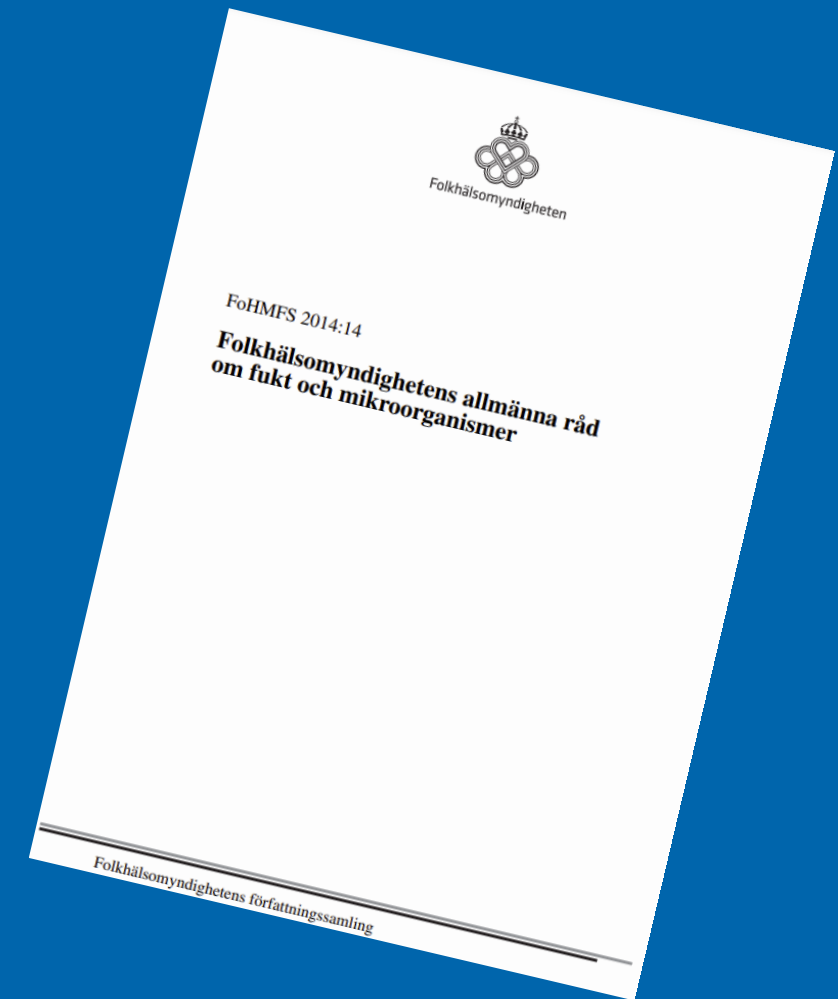 Folkhälsomyndigheten
FoHMFS 2014:14
Folkhälsomyndighetens allmänna råd
om fukt och mikroorganismer
Folkhälsomyndighetens författningssamling